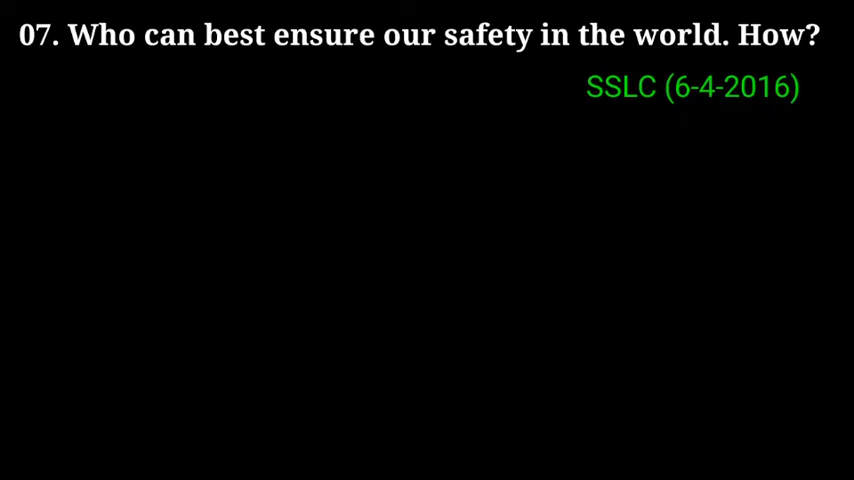 07. Who can best ensure our safety in the world. How?
SSLC (6-4-2016)